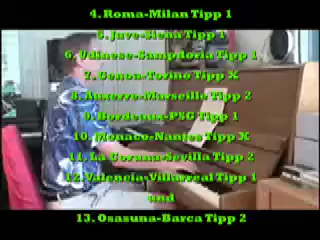 4. Roma-Milan Tipp 1
5. Juve-Siena Tipp 1
6. Udinese-Sampdoria Tipp 1
7. Genoa-Torino Tipp X
8. Auxerre-Marseille Tipp 2
9. Bordeaux-PSG Tipp 1
10. Monaco-Nantes Tipp X
11. La Coruna-Sevilla Tipp 2
12. Valencia-Villarreal Tipp 1
and
13. Osasuna-Barca Tipp 2